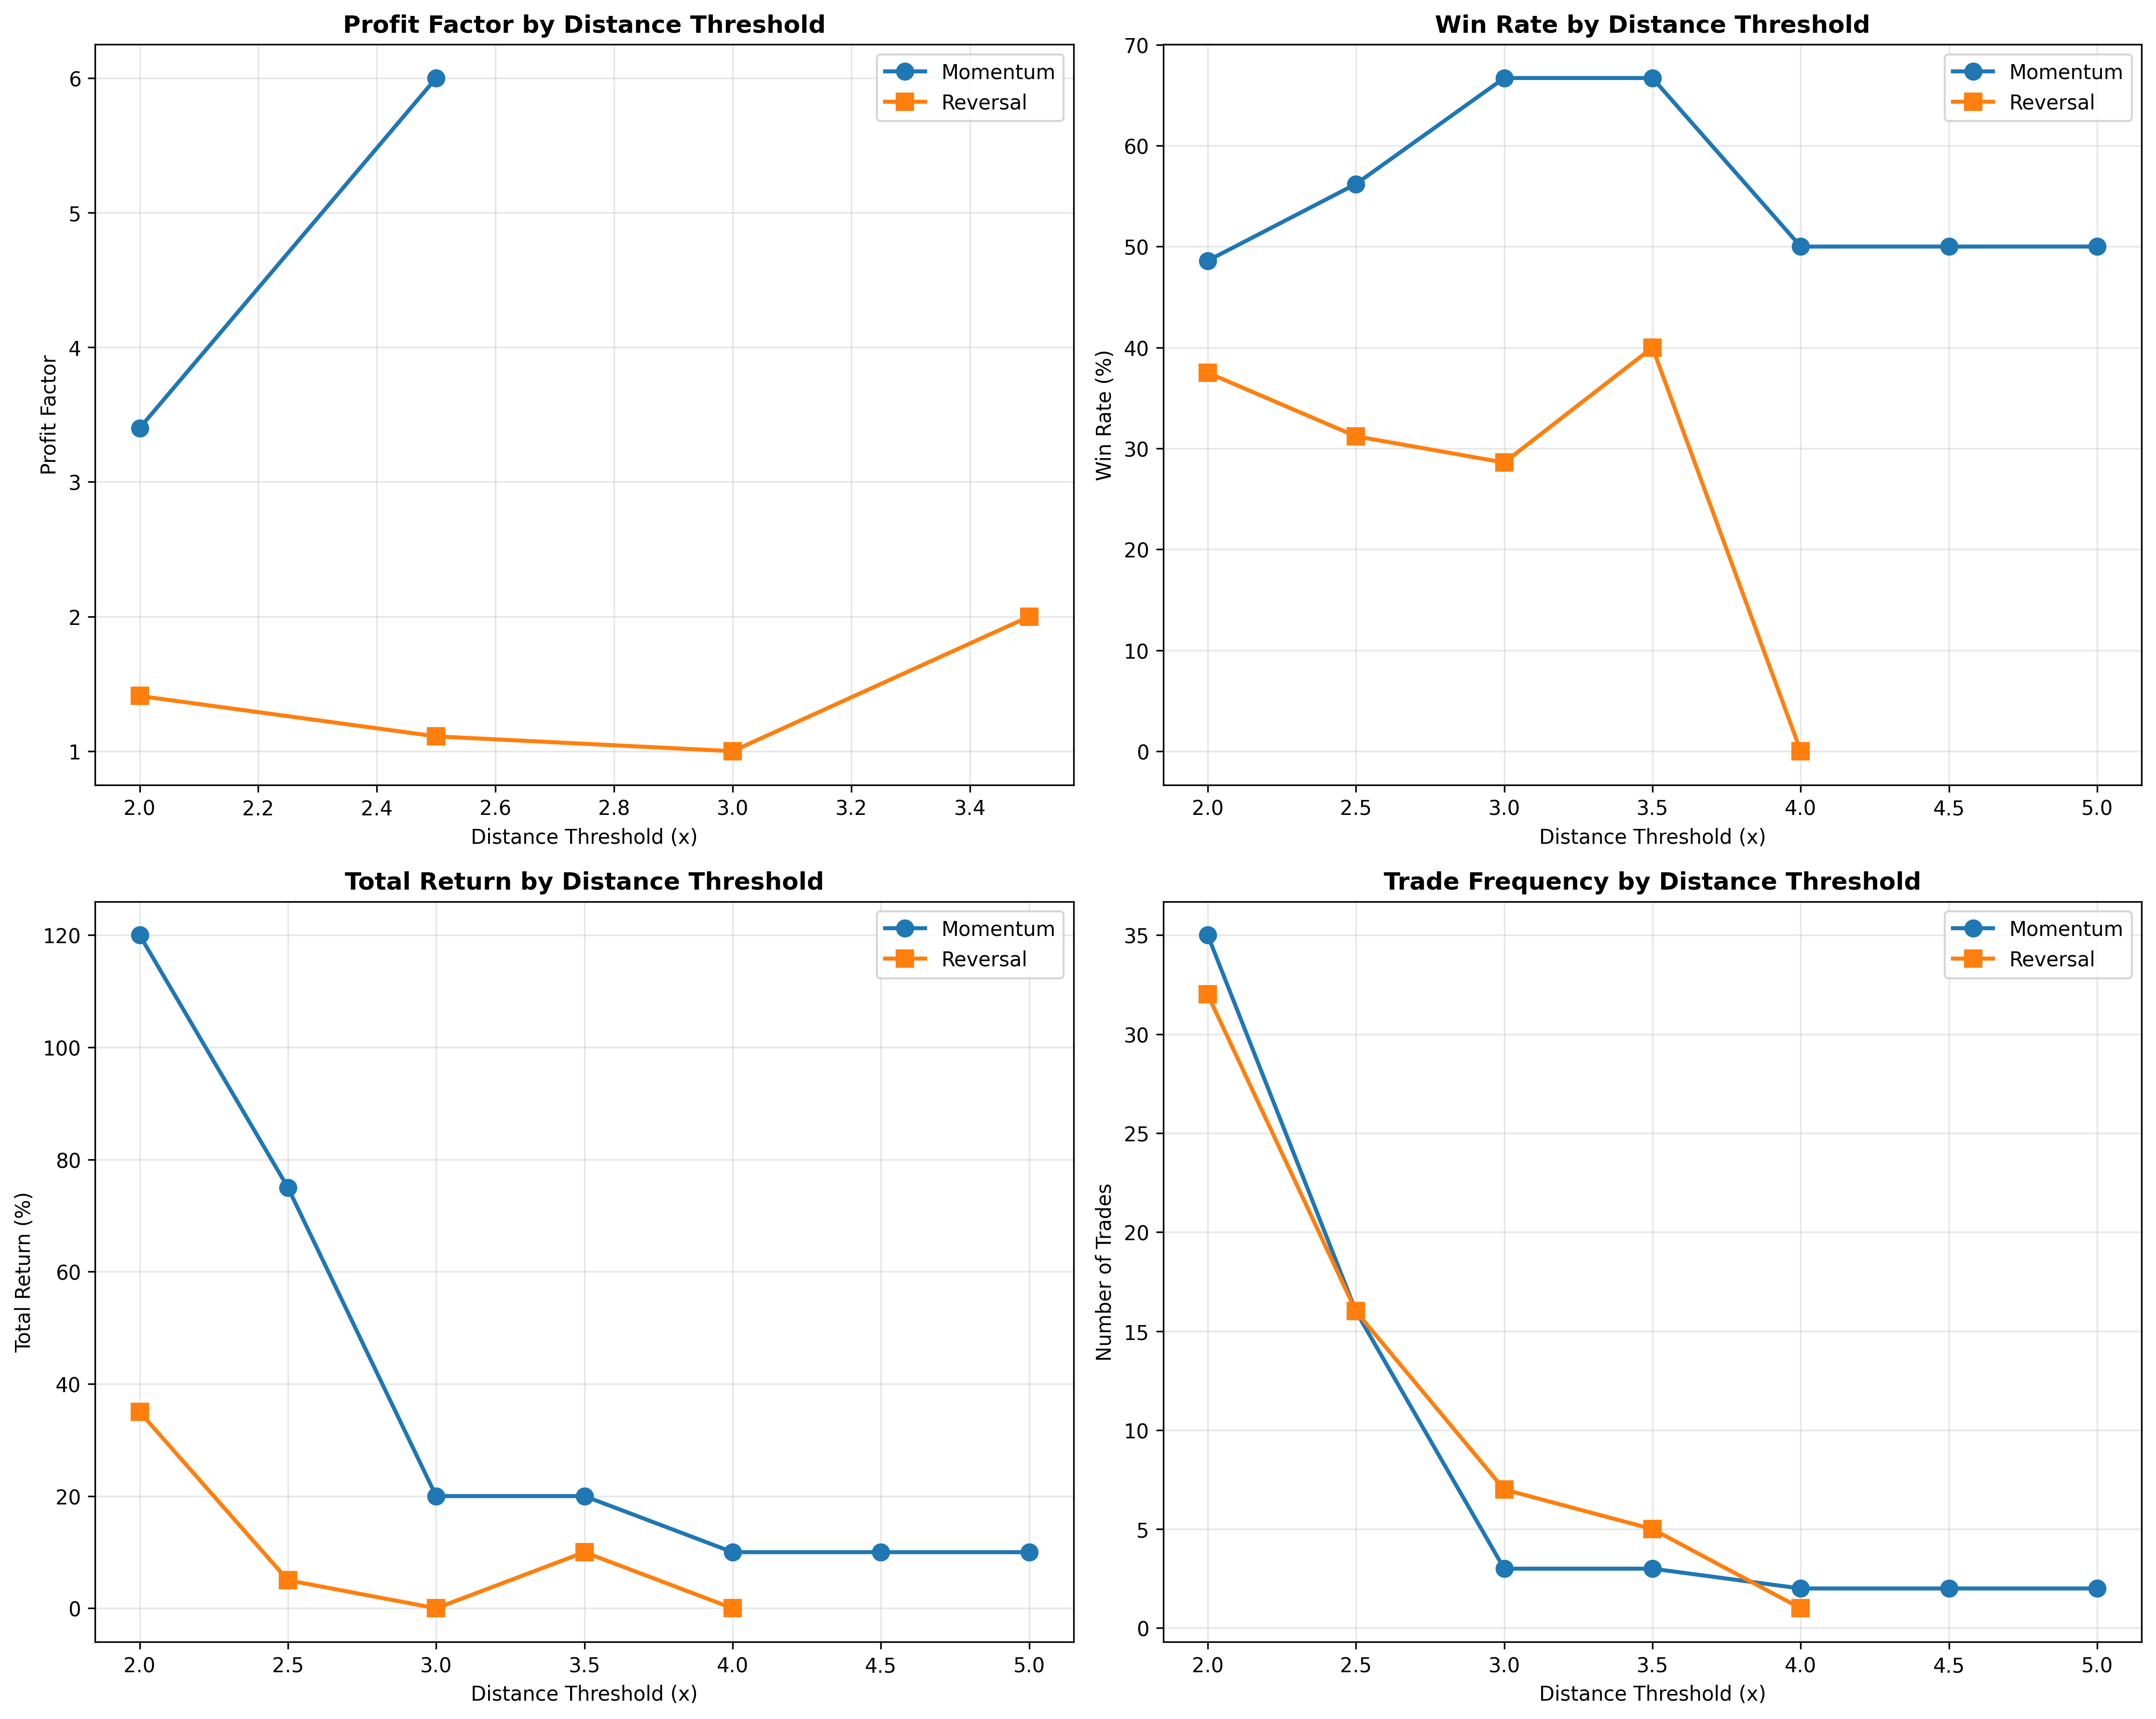 Profit Factor by Distance Threshold
Momentum
Reversal
6
5
4
3
2
1
Profit Factor
2.0 2.2 2.4 2.6 2.8 3.0 3.2 3.4
Distance Threshold (x)
Win Rate by Distance Threshold
Momentum
Reversal
70
60
50
40
30
20
10
0
Win Rate (%)
2.0 2.5 3.0 3.5 4.0 4.5 5.0
Distance Threshold (x)
Total Return by Distance Threshold
Momentum
Reversal
120
100
80
60
40
20
0
Total Return (%)
2.0 2.5 3.0 3.5 4.0 4.5 5.0
Distance Threshold (x)
Trade Frequency by Distance Threshold
Momentum
Reversal
35
30
25
20
15
10
5
0
Number of Trades
2.0 2.5 3.0 3.5 4.0 4.5 5.0
Distance Threshold (x)